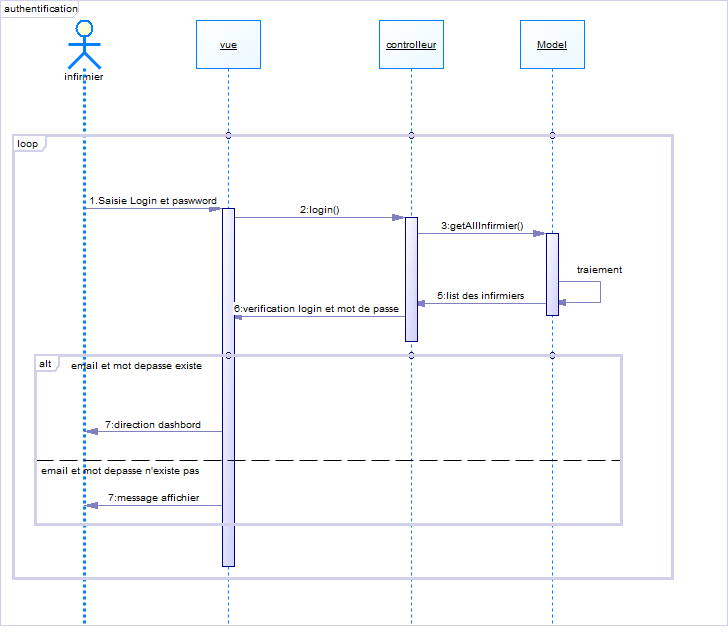 authentification
infirmier
vue
controlleur
Model
loop
1.Saisie Login et paswword
2:login()
3:getAllInfirmier()
traiement
5:list des infirmiers
6:verification login et mot de passe
alt
email et mot depasse existe
7:direction dashbord
email et mot depasse n'existe pas
7:message affichier